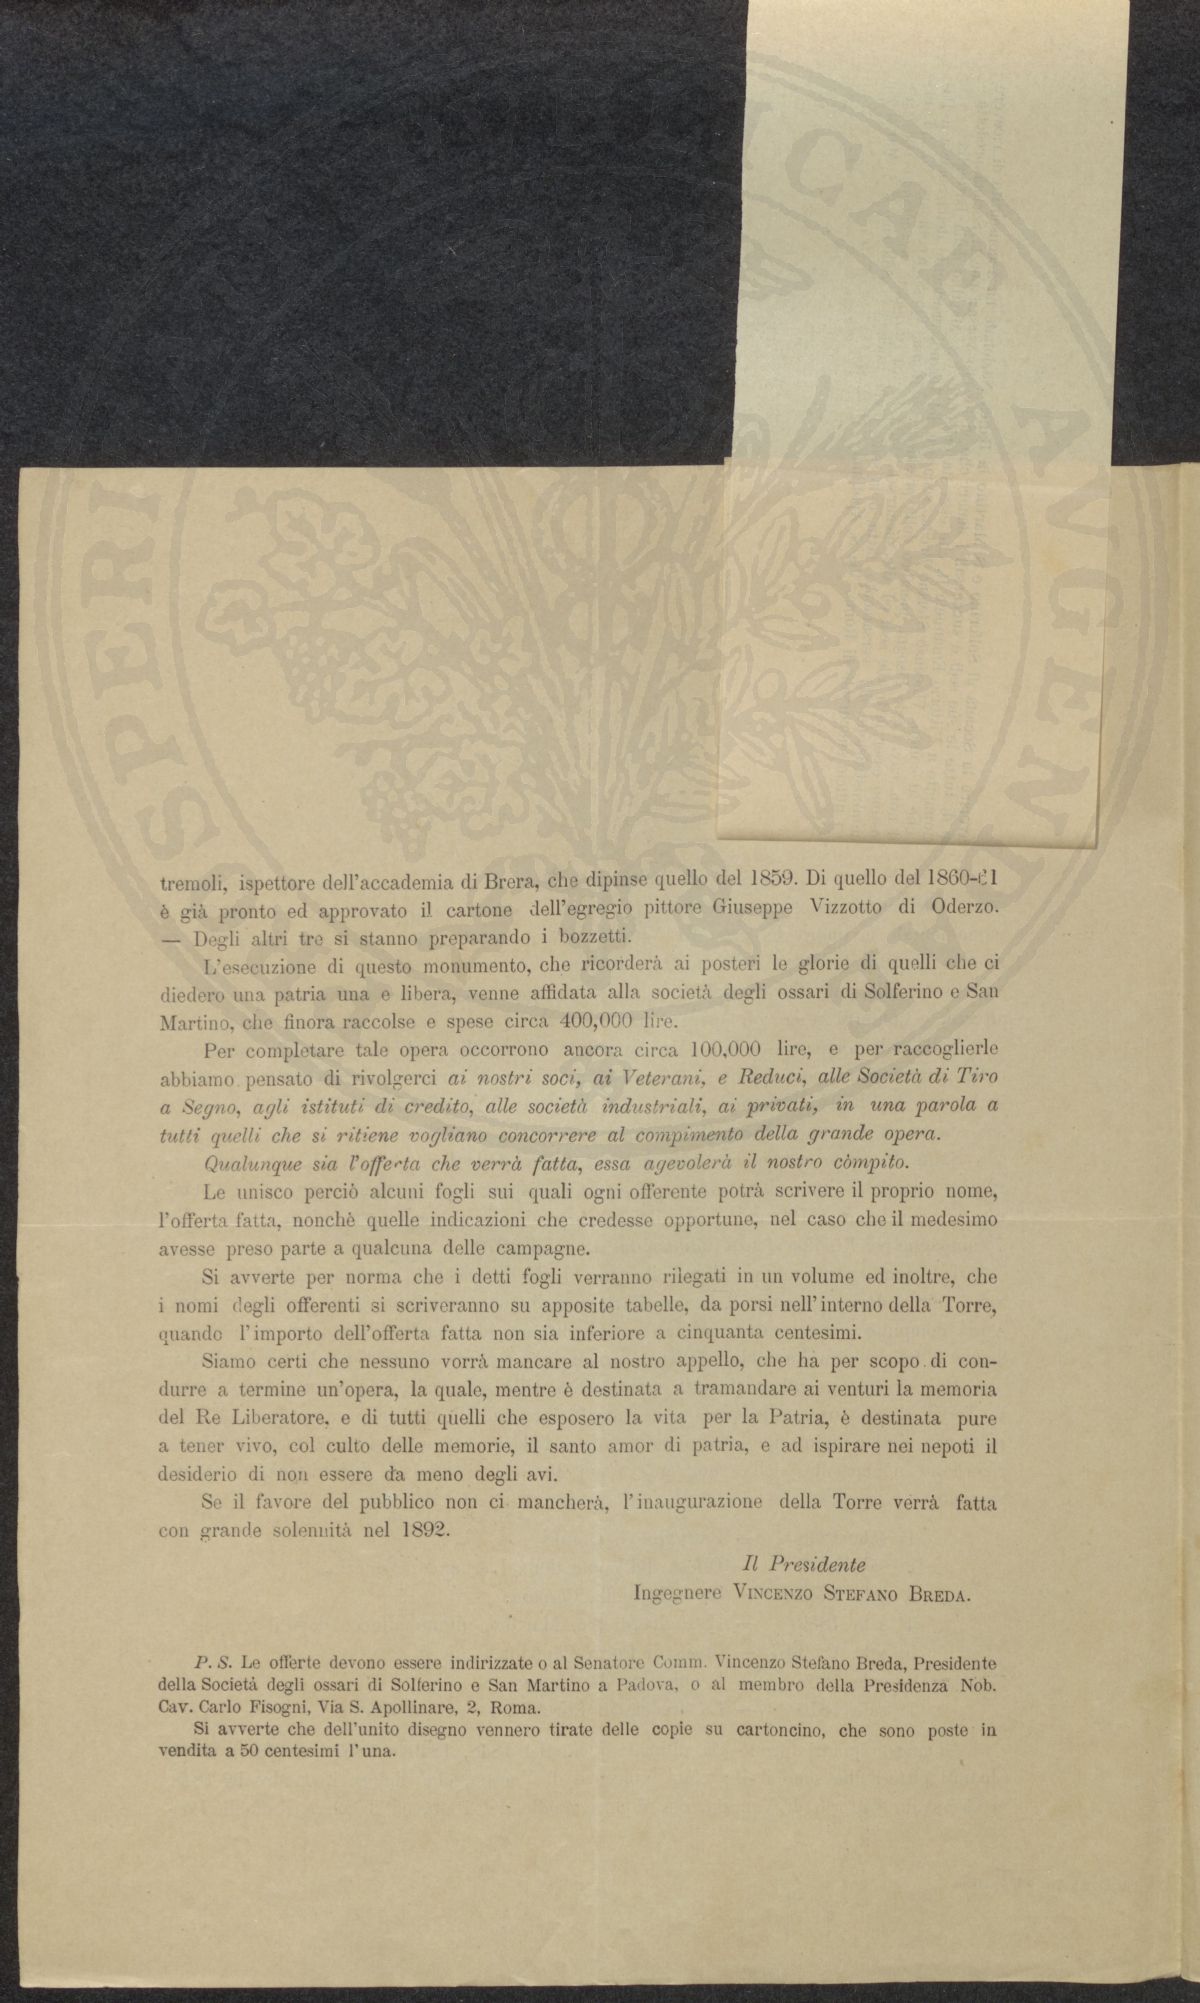 tremoli, ispettore dell'accademia di Brera, che dipinse quello del 1859. Di quello del 1860-61
è già pronto ed approvato il cartone dell'egregio pittore Giuseppe Vizzotto di Oderzo.
— Degli altri tre si stanno preparando i bozzetti.
L'esecuzione di questo monumento, che ricorderà ai posteri le glorie di quelli che ci
diedero una patria una e libera, venne affidata alla società degli ossari di Solferino e San
Martino, che finora raccolse e spese circa 400,000 lire.
Per completare tale opera occorrono ancora circa 100,000 lire, e per raccoglierle
abbiamo pensato di rivolgerci ai nostri soci, ai Veterani, e Reduci, alle Società di Tiro
a Segno, agli istituti di credito, alle società industriali, ai privati, in una parola a
tutti quelli che si ritiene vogliano concorrere al compimento della grande opera.
Qualunque sia l'offerta che verrà fatta, essa agevolerà il nostro còmpito.
Le unisco perciò alcuni fogli sui quali ogni offerente potrà scrivere il proprio nome,
l'offerta fatta, nonchè quelle indicazioni che credesse opportune, nel caso che il medesimo
avesse preso parte a qualcuna delle campagne.
Si avverte per norma che i detti fogli verranno rilegati in un volume ed inoltre, che
i nomi degli offerenti si scriveranno su apposite tabelle, da porsi nell'interno della Torre,
quando l'importo dell'offerta fatta non sia inferiore a cinquanta centesimi.
Siamo certi che nessuno vorrà mancare al nostro appello, che ha per scopo di con-
durre a termine un'opera, la quale, mentre è destinata a tramandare ai venturi la memoria
del Re Liberatore, e di tutti quelli che esposero la vita per la Patria, è destinata pure
a tener vivo, col culto delle memorie, il santo amor di patria, e ad ispirare nei nepoti il
desiderio di non essere da meno degli avi.
Se il favore del pubblico non ci mancherà, l'inaugurazione della Torre verrà fatta
con grande solennità nel 1892.
Il Presidente
Ingegnere VINCENZO STEFANO BREDA.
P. S. Le offerte devono essere indirizzate o al Senatore Comm. Vincenzo Stefano Breda, Presidente
della Società degli ossari di Solferino e San Martino a Padova, o al membro della Presidenza Nob.
Cav. Carlo Fisogni, Via S. Apollinare, 2, Roma.
Si avverte che dell'unito disegno vennero tirate delle copie su cartoncino, che sono poste in
vendita a 50 centesimi l'una.